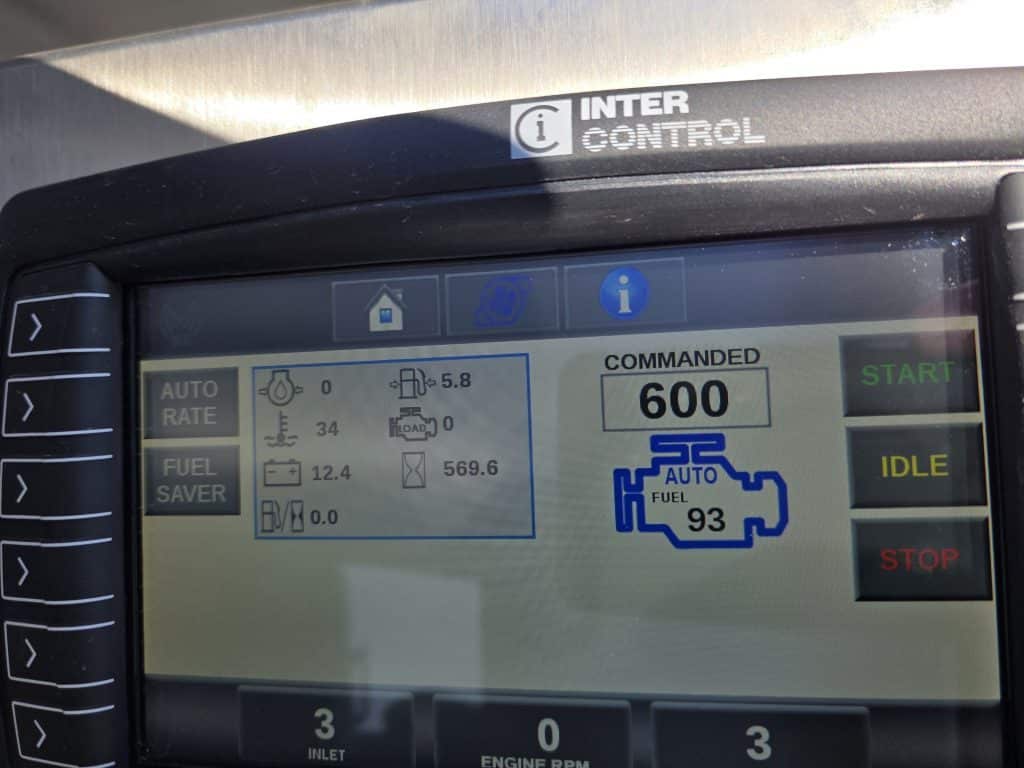 INTER
CONTROL
COMMANDED
600
AUTO
RATE
FUEL
SAVER
0
5.8
34
LOAD
0
12.4
569.6
0.0
AUTO
FUEL
93
START
IDLE
STOP
3
INLET
0
ENGINE RPM
3